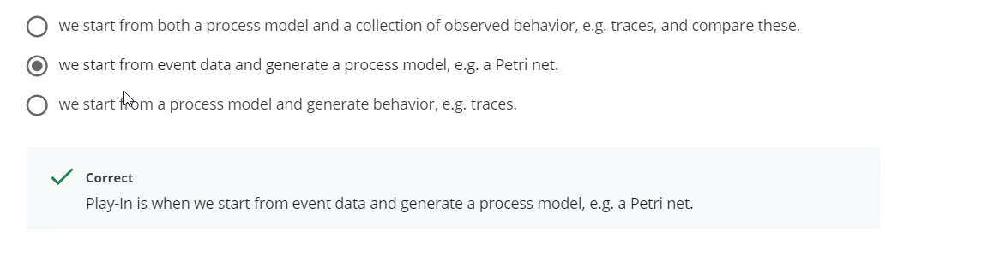 we start from both a process model and a collection of observed behavior, e.g. traces, and compare these.
we start from event data and generate a process model, e.g. a Petri net.
we start from a process model and generate behavior, e.g. traces.
Correct
Play-In is when we start from event data and generate a process model, e.g. a Petri net.